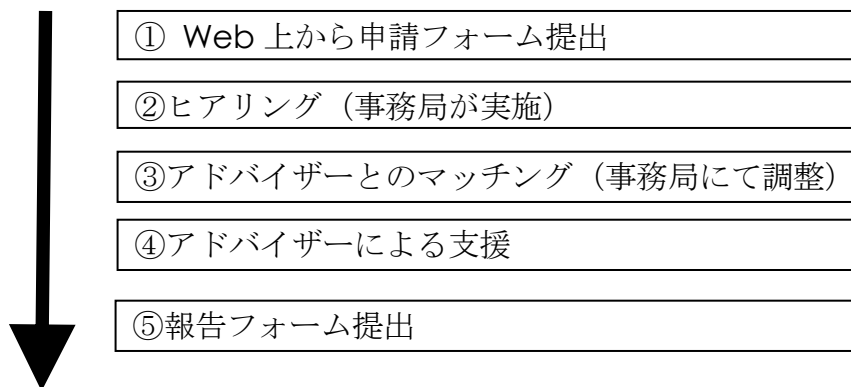 ① Web 上から申請フォーム提出
②ヒアリング（事務局が実施）
③アドバイザーとのマッチング（事務局にて調整）
④アドバイザーによる支援
⑤報告フォーム提出